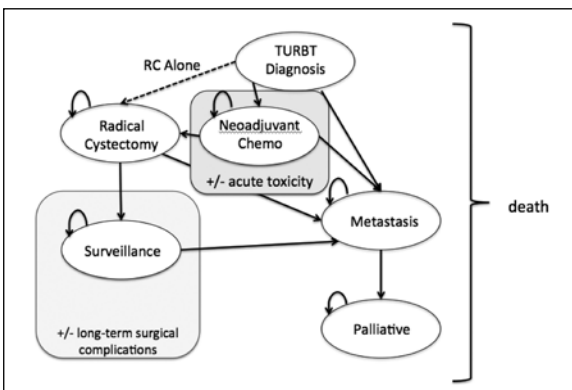 TURBT
Diagnosis
RC Alone
Radical
Cystectomy
Neoadjuvant
Chemo
+/- acute toxicity
Metastasis
death
Surveillance
+/- long-term surgical
complications
Palliative